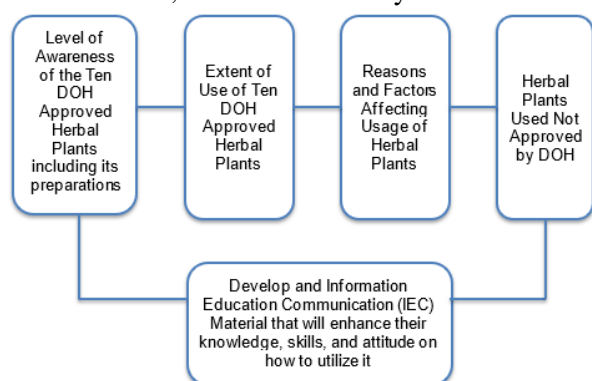 Level of
Awareness
of the Ten
DOH
Approved
Herbal
Plants
including its
preparations
Extent of
Use of Ten
DOH
Approved
Herbal
Plants
Reasons
and Factors
Affecting
Usage of
Herbal
Plants
Herbal
Plants
Used Not
Approved
by DOH
Develop and Information
Education Communication (IEC)
Material that will enhance their
knowledge, skills, and attitude on
how to utilize it